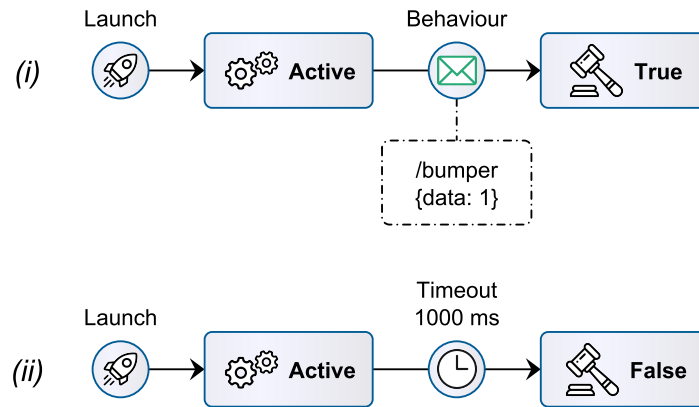 Launch
Behaviour
(i)
Active
True
/bumper
{data: 1}
Timeout
1000 ms
Launch
(ii)
Active
False